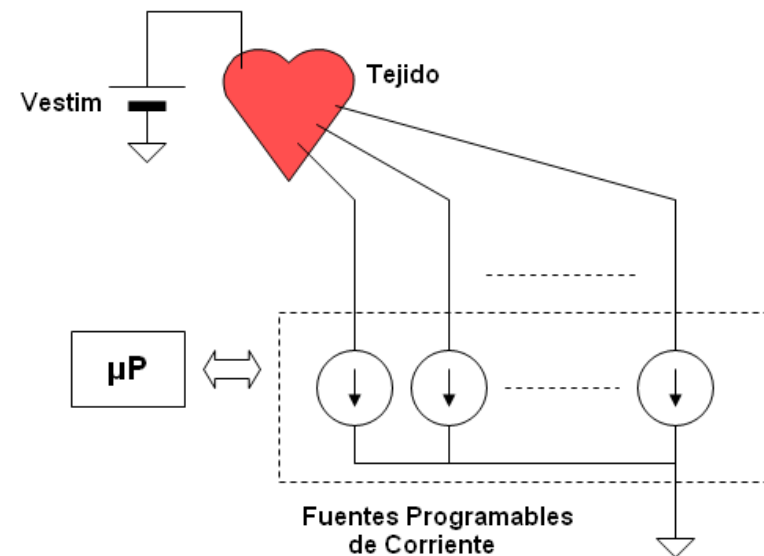 Tejido
Vestim
µP
Fuentes Programables
de Corriente